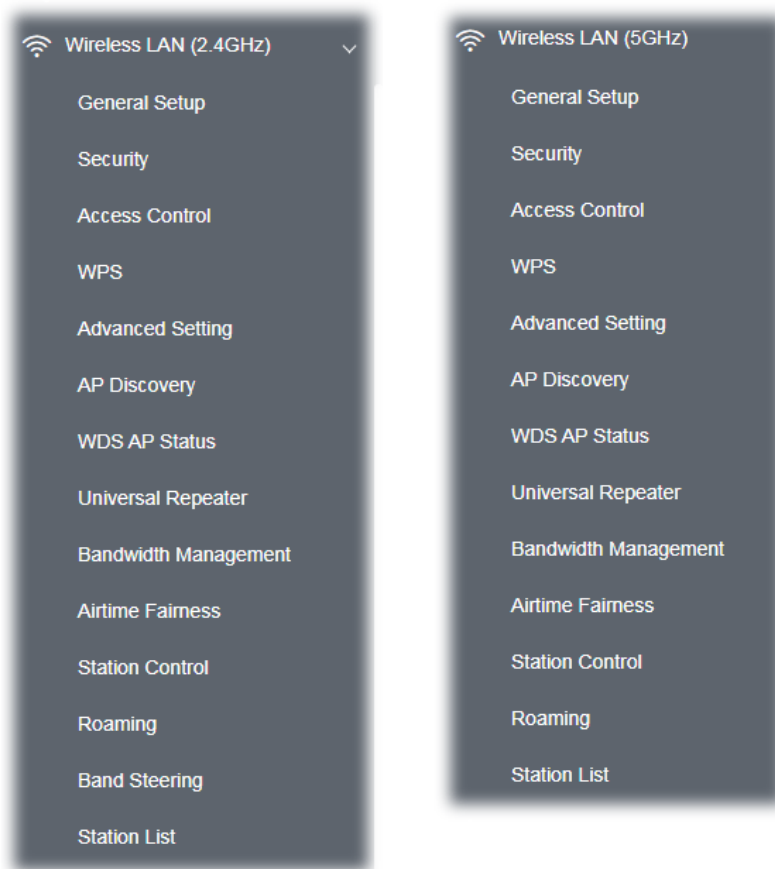 Wireless LAN (2.4GHz)
General Setup
Security
Access Control
WPS
Advanced Setting
AP Discovery
WDS AP Status
Universal Repeater
Bandwidth Management
Airtime Fairness
Station Control
Roaming
Band Steering
Station List
Wireless LAN (5GHz)
General Setup
Security
Access Control
WPS
Advanced Setting
AP Discovery
WDS AP Status
Universal Repeater
Bandwidth Management
Airtime Fairness
Station Control
Roaming
Station List